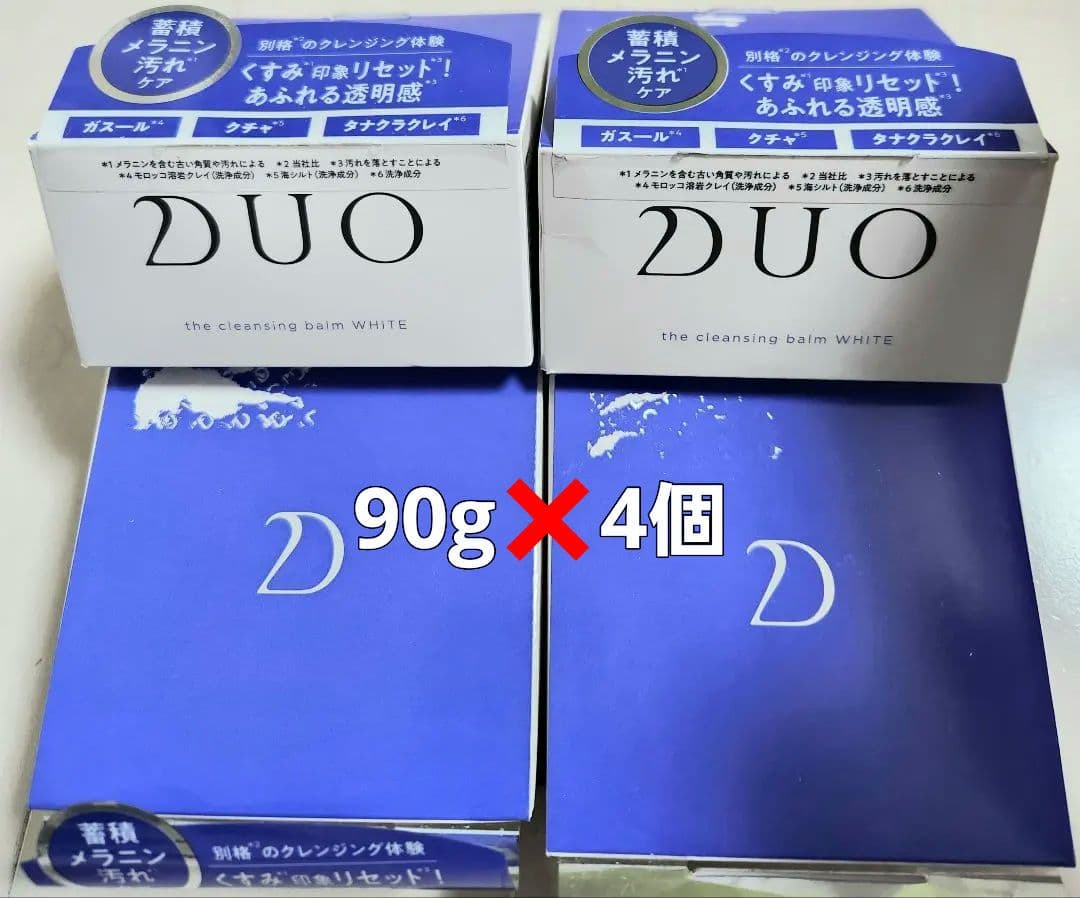 蓄積
メラニン
汚れ*1
ケア
別格*2のクレンジング体験
くすみ*1印象リセット*3!
あふれる透明感*3
ガスール*4 クチャ*5 タナクラクレイ*6
*1 メラニンを含む古い角質や汚れによる *2 当社比 *3 汚れを落とすことによる
*4 モロッコ溶岩クレイ(洗浄成分) *5 海シルト(洗浄成分) *6 洗浄成分
DUO
the cleansing balm WHITE
蓄積
メラニン
汚れ*1
ケア
別格*2のクレンジング体験
くすみ*1印象リセット*3!
あふれる透明感*3
ガスール*4 クチャ*5 タナクラクレイ*6
*1 メラニンを含む古い角質や汚れによる *2 当社比 *3 汚れを落とすことによる
*4 モロッコ溶岩クレイ(洗浄成分) *5 海シルト(洗浄成分) *6 洗浄成分
DUO
the cleansing balm WHITE
90g❌4個
D
D
蓄積
メラニン
汚れ
別格*2のクレンジング体験
くすみ*1印象リセット*3!